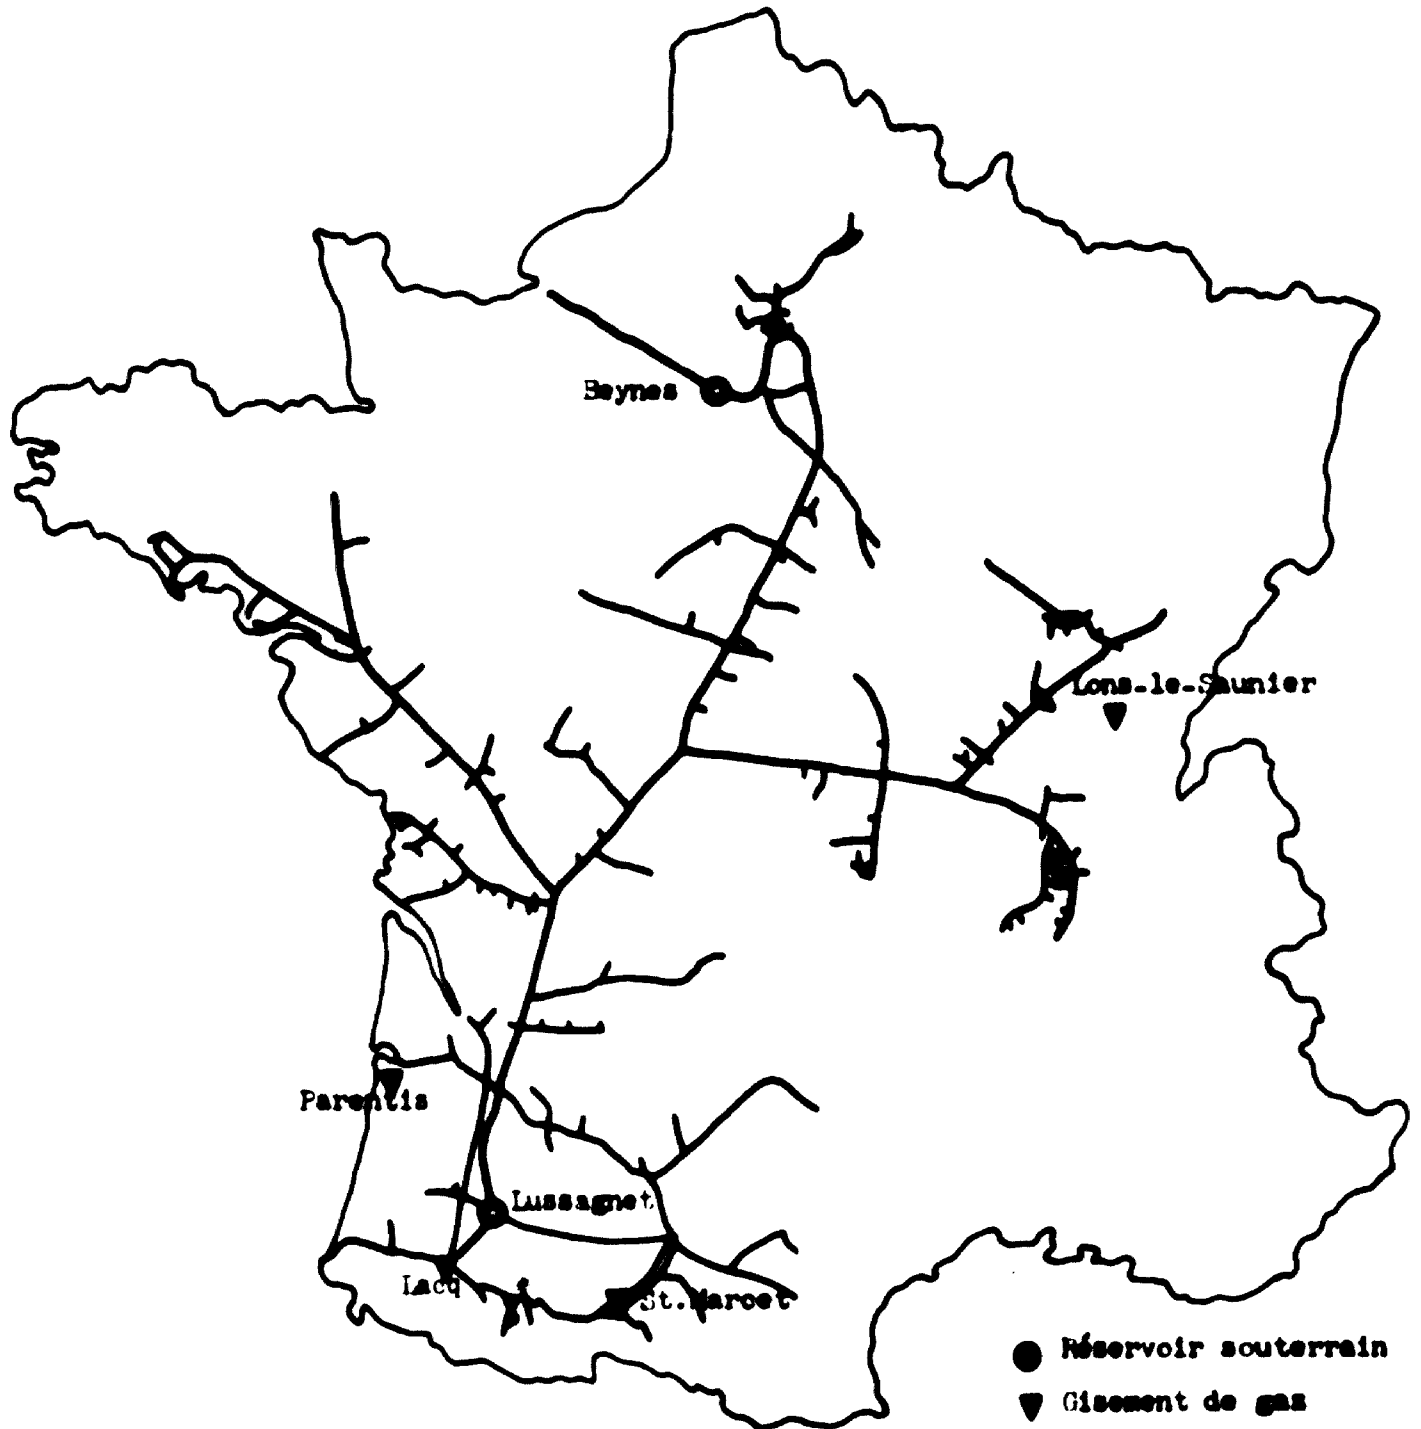 Beynes
Lons-le-Saunier
Parentis
Lussagnet
Lacq
St.Marcet
Réservoir souterrain
Gisement de gaz